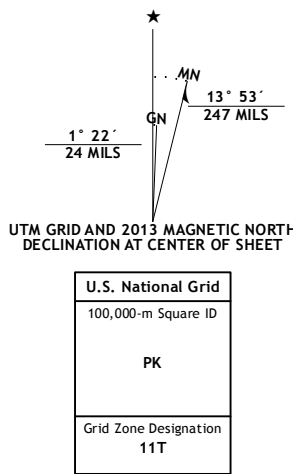 ★
MN
GN
1° 22´
24 MILS
13° 53´
247 MILS
UTM GRID AND 2013 MAGNETIC NORTH
DECLINATION AT CENTER OF SHEET
U.S. National Grid
100,000-m Square ID
PK
Grid Zone Designation
11T